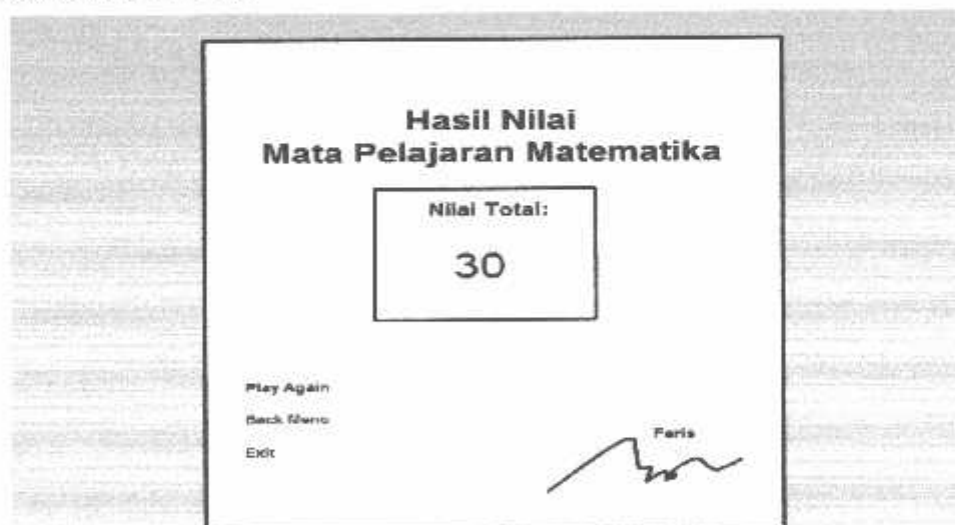 Hasil Nilai
Mata Pelajaran Matematika
Nilai Total:
30
Play Again
Back Menu
Exit
Faris